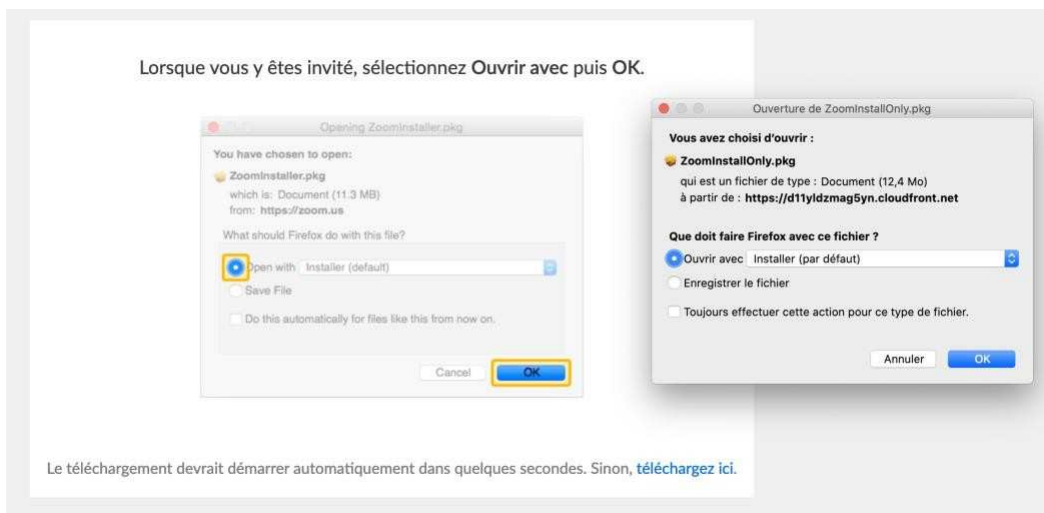 Lorsque vous y êtes invité, sélectionnez Ouvrir avec puis OK.
Opening ZoomInstaller.pkg
You have chosen to open:
ZoomInstaller.pkg
which is: Document (11.3 MB)
from: https://zoom.us
What should Firefox do with this file?
Open with Installer (default)
Save File
Do this automatically for files like this from now on.
Cancel OK
Ouverture de ZoomInstallOnly.pkg
Vous avez choisi d'ouvrir :
ZoomInstallOnly.pkg
qui est un fichier de type : Document (12,4 Mo)
à partir de : https://d11yldzmag5yn.cloudfront.net
Que doit faire Firefox avec ce fichier ?
Ouvrir avec Installer (par défaut)
Enregistrer le fichier
Toujours effectuer cette action pour ce type de fichier.
Annuler OK
Le téléchargement devrait démarrer automatiquement dans quelques secondes. Sinon, téléchargez ici.